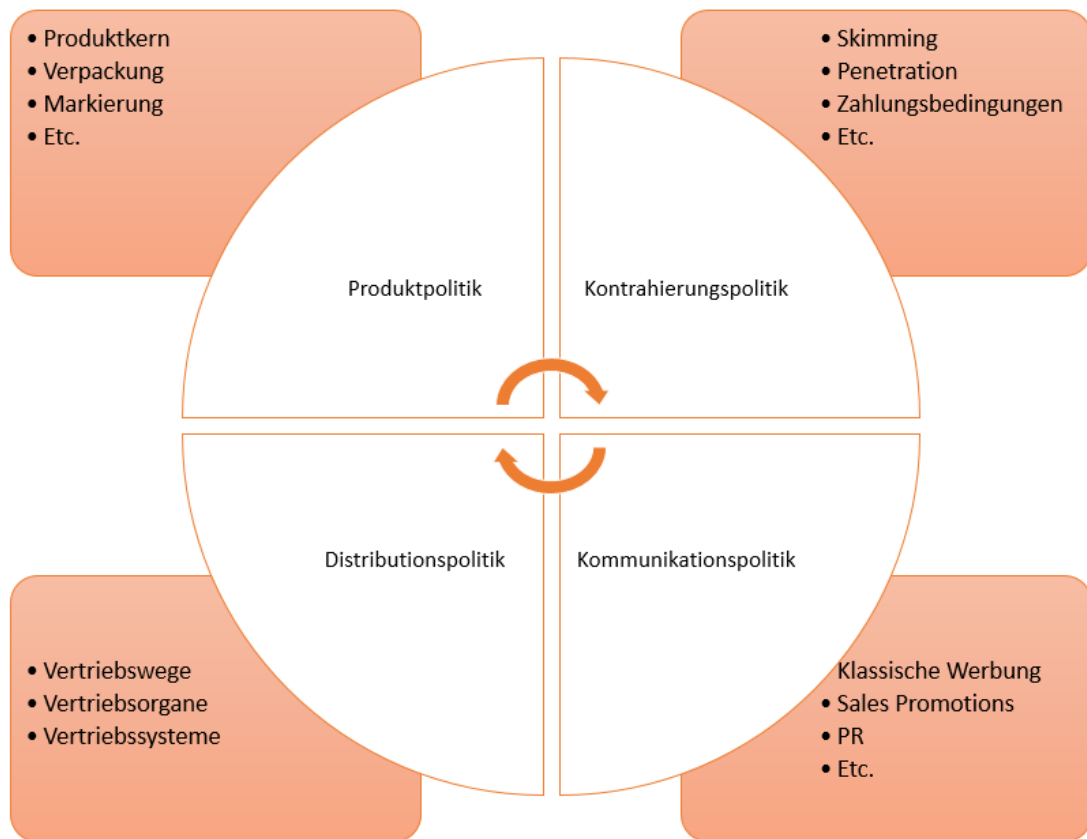 • Produktkern
• Verpackung
• Markierung
• Etc.
• Skimming
• Penetration
• Zahlungsbedingungen
• Etc.
Produktpolitik
Kontrahierungspolitik
Distributionspolitik
Kommunikationspolitik
• Vertriebswege
• Vertriebsorgane
• Vertriebssysteme
Klassische Werbung
• Sales Promotions
• PR
• Etc.